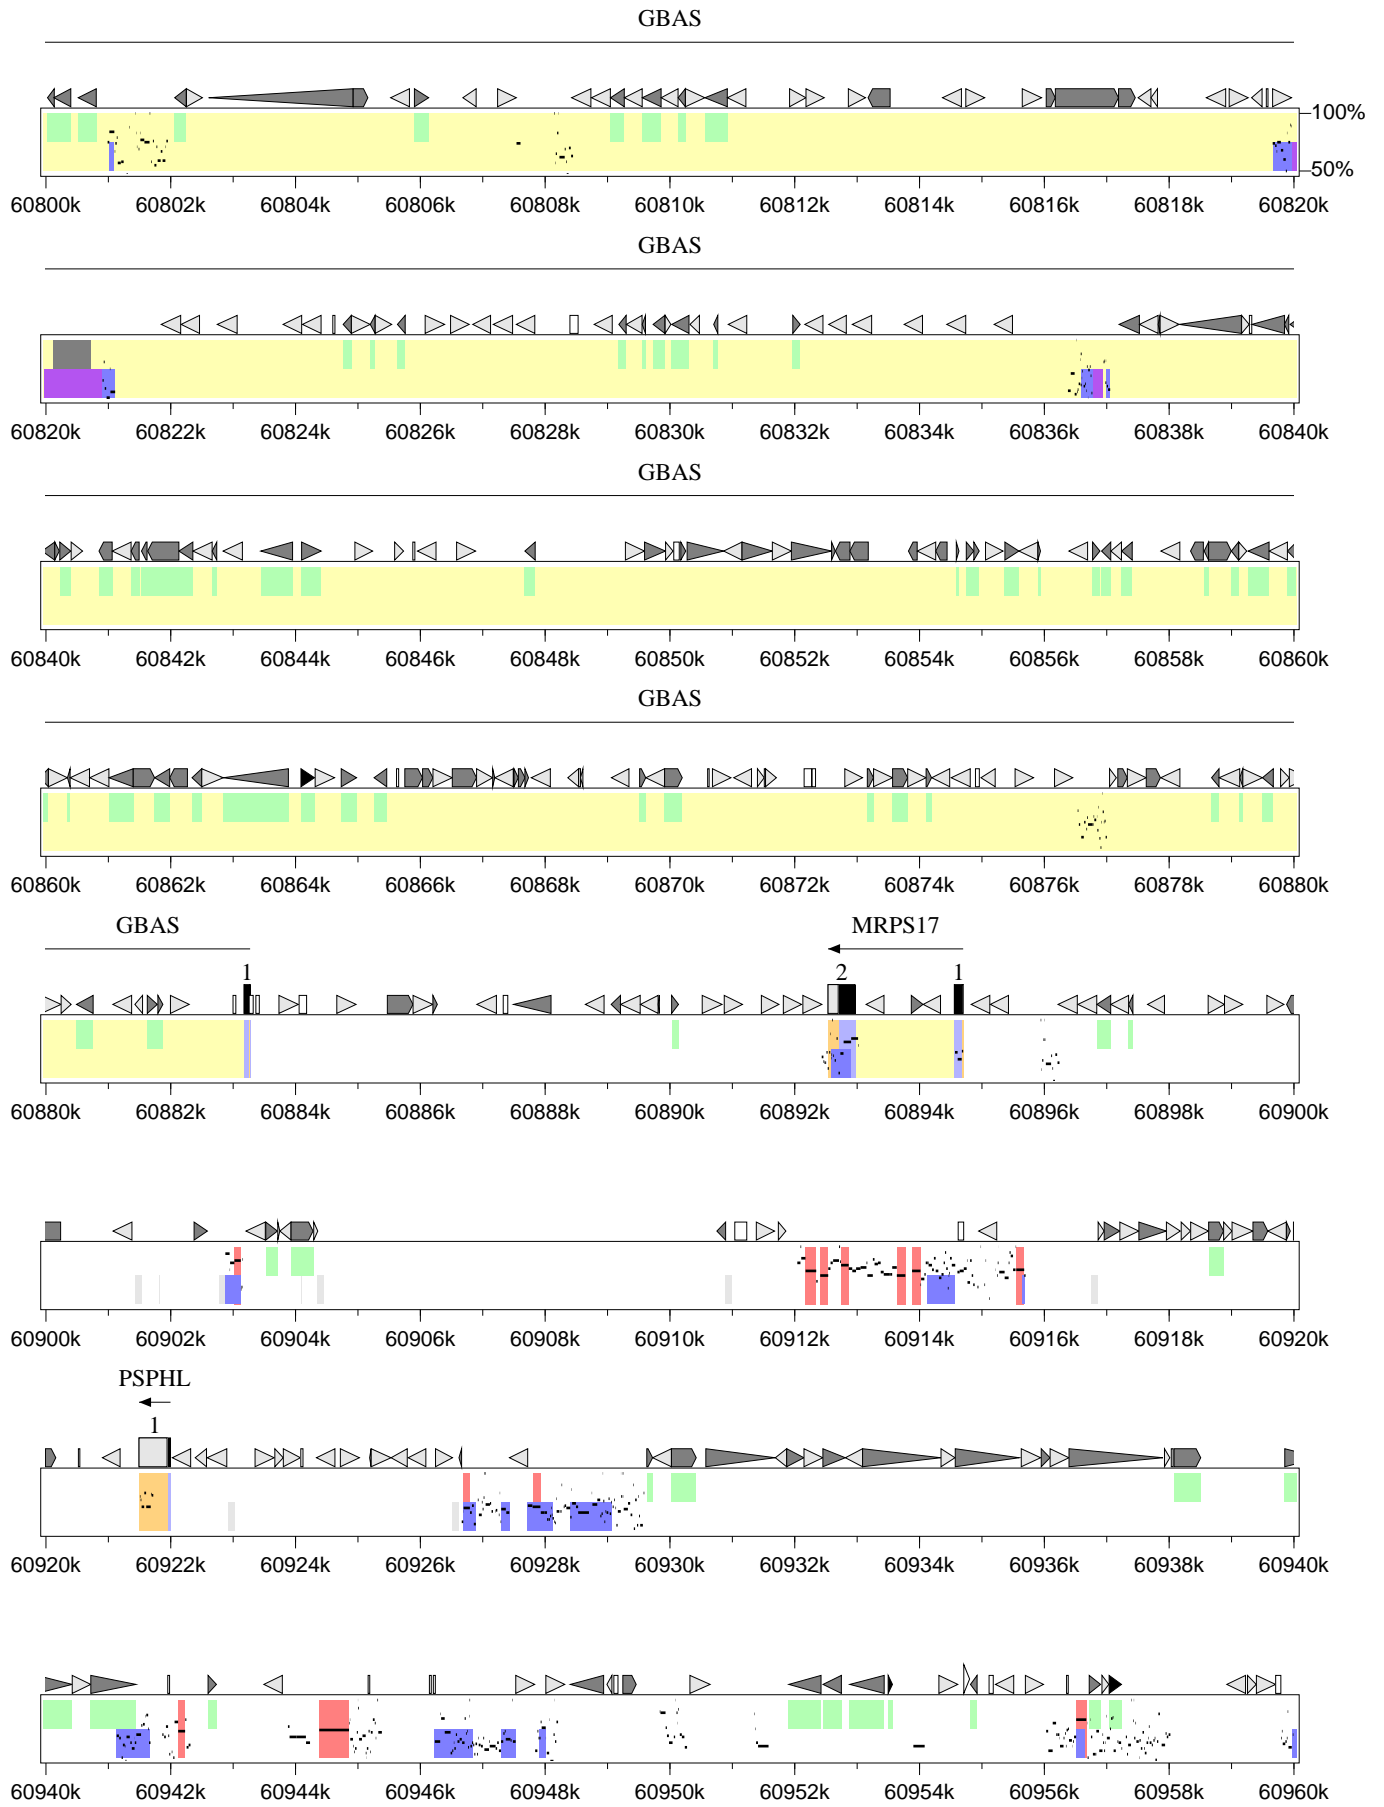 GBAS
100%
50%
60800k 60802k 60804k 60806k 60808k 60810k 60812k 60814k 60816k 60818k 60820k
GBAS
60820k 60822k 60824k 60826k 60828k 60830k 60832k 60834k 60836k 60838k 60840k
GBAS
60840k 60842k 60844k 60846k 60848k 60850k 60852k 60854k 60856k 60858k 60860k
GBAS
60860k 60862k 60864k 60866k 60868k 60870k 60872k 60874k 60876k 60878k 60880k
GBAS MRPS17
1 2 1
60880k 60882k 60884k 60886k 60888k 60890k 60892k 60894k 60896k 60898k 60900k
60900k 60902k 60904k 60906k 60908k 60910k 60912k 60914k 60916k 60918k 60920k
PSPHL
1
60920k 60922k 60924k 60926k 60928k 60930k 60932k 60934k 60936k 60938k 60940k
60940k 60942k 60944k 60946k 60948k 60950k 60952k 60954k 60956k 60958k 60960k